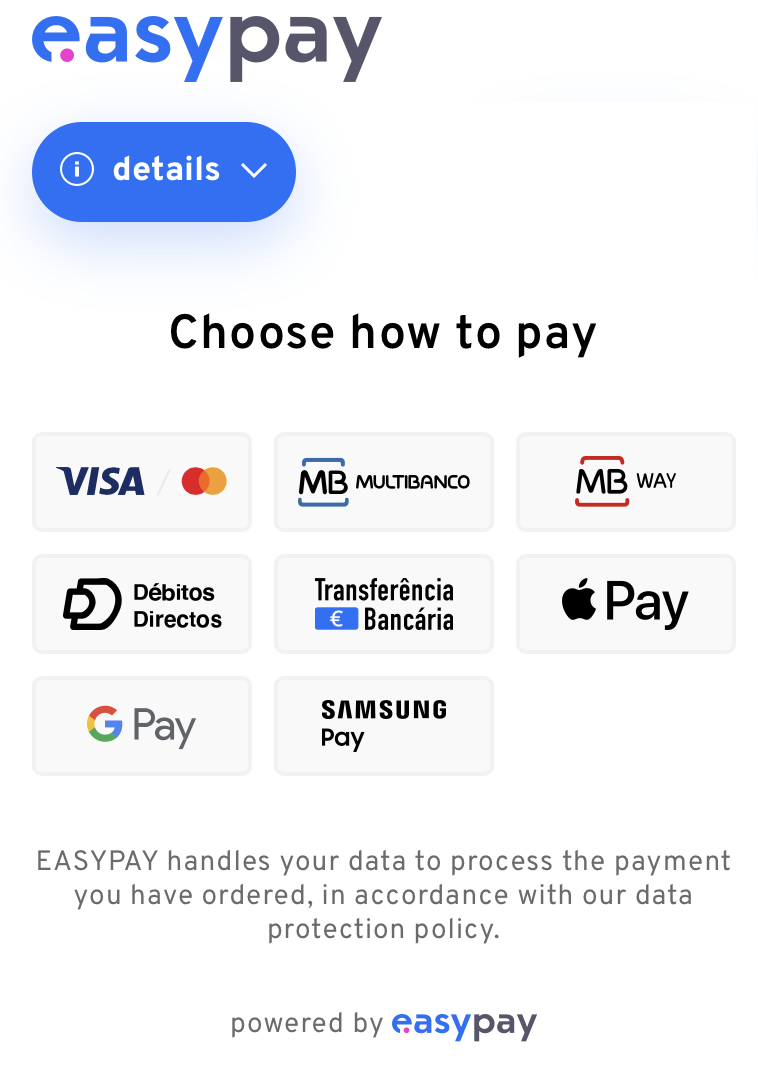 easypay
details
Choose how to pay
VISA
MB MULTIBANCO
MB WAY
Débitos
Directos
Transferência
€ Bancária
Pay
G Pay
SAMSUNG
Pay
EASYPAY handles your data to process the payment
you have ordered, in accordance with our data
protection policy.
powered by easypay